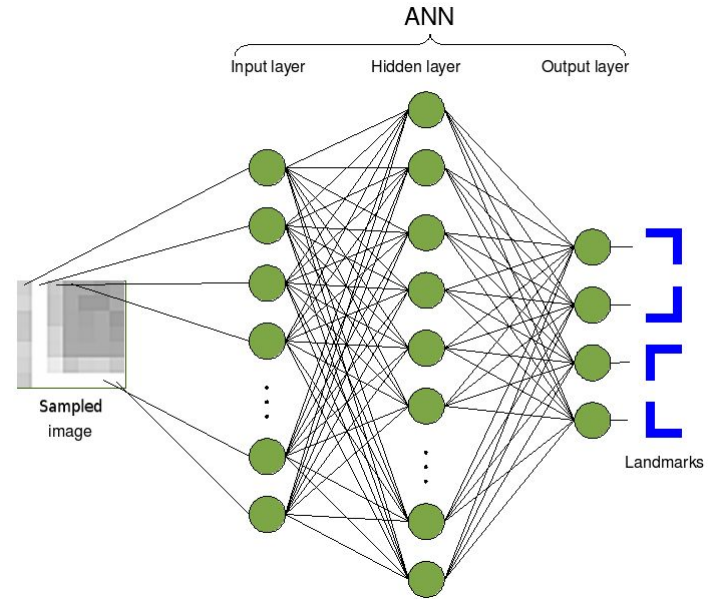 ANN
Input layer
Hidden layer
Output layer
Sampled
image
Landmarks